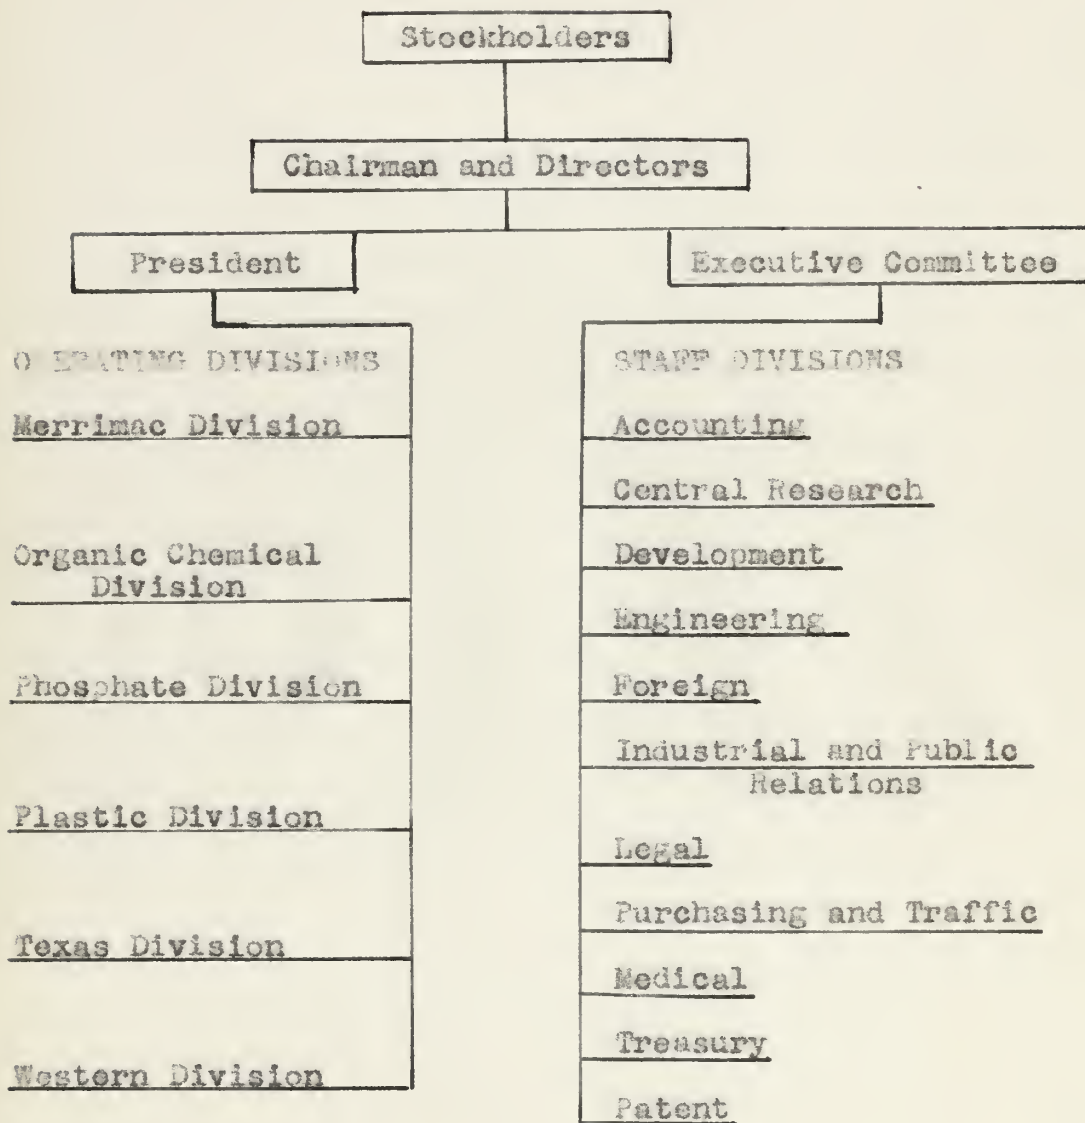 Stockholders
Chairman and Directors
President
Executive Committee
O ERATING DIVISIONS
Merrimac Division
Organic Chemical
Division
Phosphate Division
Plastic Division
Texas Division
Western Division
STAFF DIVISIONS
Accounting
Central Research
Development
Engineering
Foreign
Industrial and Public
Relations
Legal
Purchasing and Traffic
Medical
Treasury
Patent